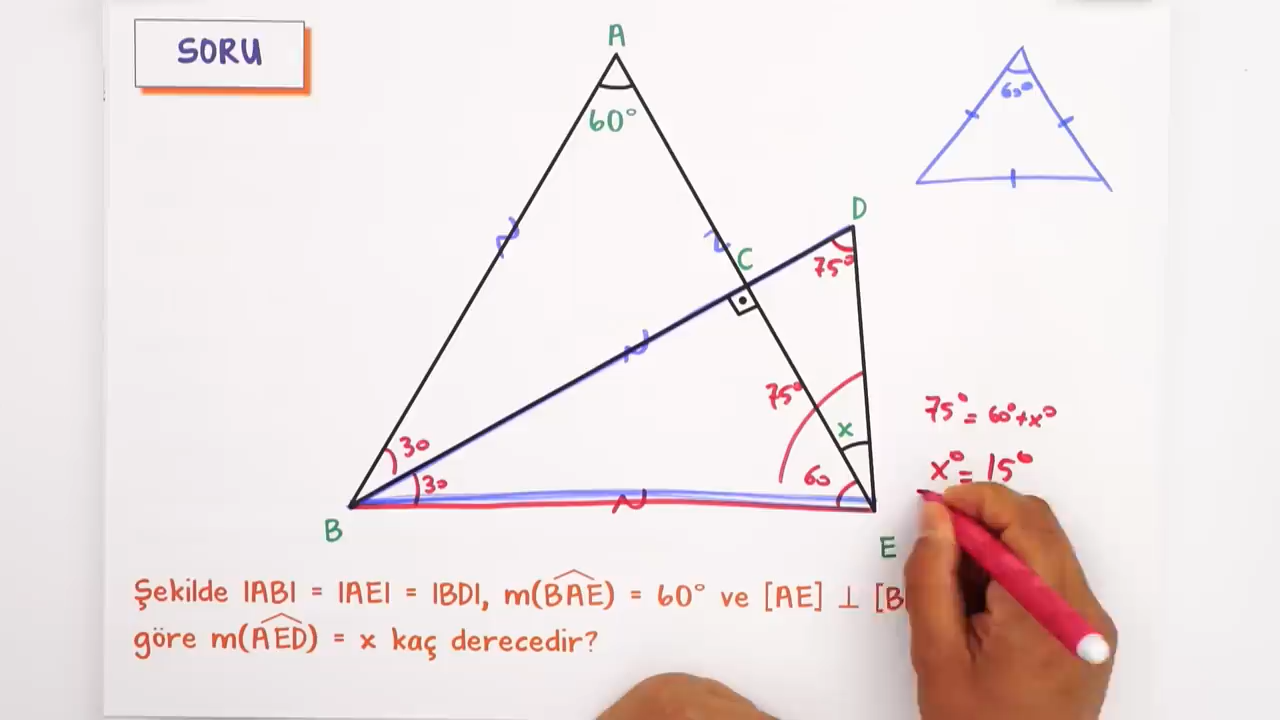 SORU
A
60°
60°
D
C
75°
75°
x
60
30
30
B
E
75° = 60° + x°
x° = 15°
Şekilde |AB| = |AE| = |BD|, m(BAE) = 60° ve [AE] ⊥ [B
göre m(AED) = x kaç derecedir?